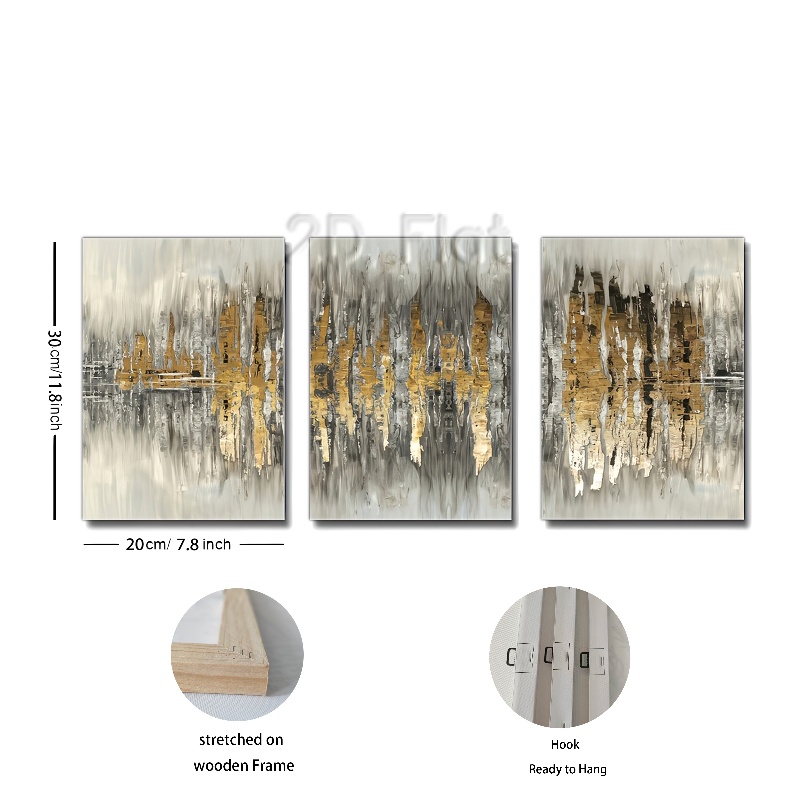 2D Flat
30cm/11.8inch
20cm/ 7.8 inch
stretched on
wooden Frame
Hook
Ready to Hang